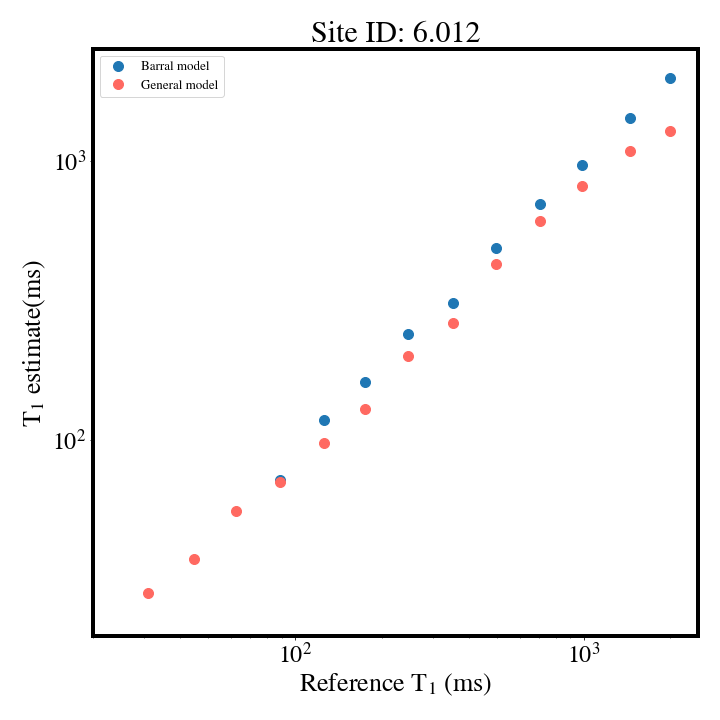 Site ID: 6.012
Barral model
General model
10³
10²
T₁ estimate(ms)
10²
10³
Reference T₁ (ms)